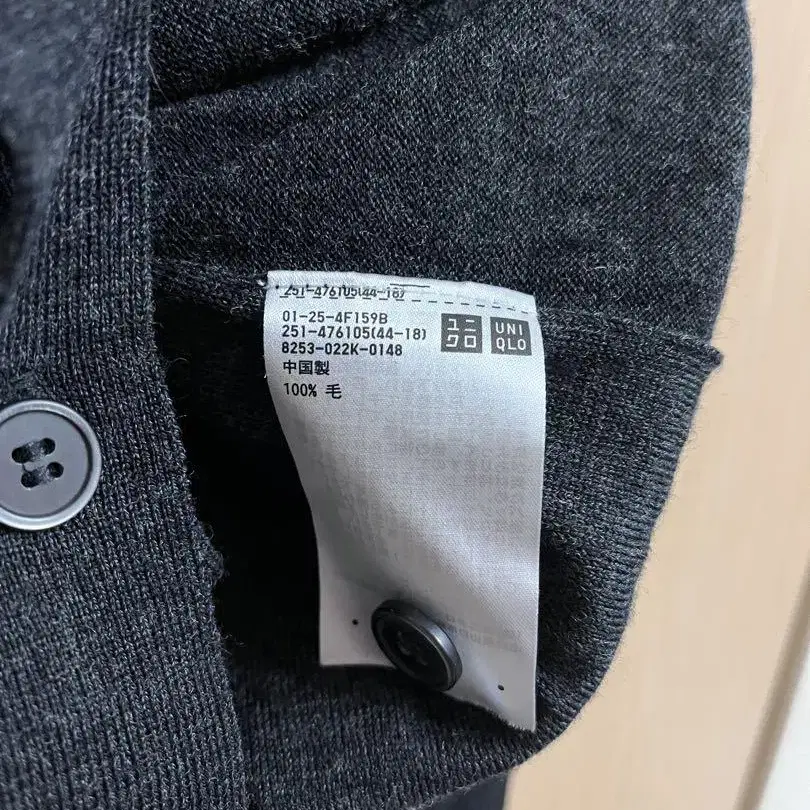 251-476105(44-18)
01-25-4F159B
251-476105(44-18)
8253-022K-0148
中国製
100% 毛
ユニ
クロ
UNI
QLO